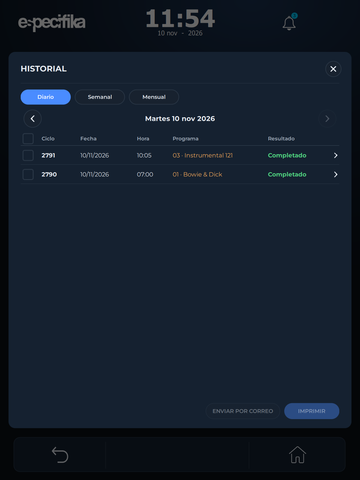 e·specifika
11:54
10 nov - 2026
HISTORIAL
Diario
Semanal
Mensual
Martes 10 nov 2026
Ciclo Fecha Hora Programa Resultado
2791 10/11/2026 10:05 03 · Instrumental 121 Completado
2790 10/11/2026 07:00 01 · Bowie & Dick Completado
ENVIAR POR CORREO
IMPRIMIR